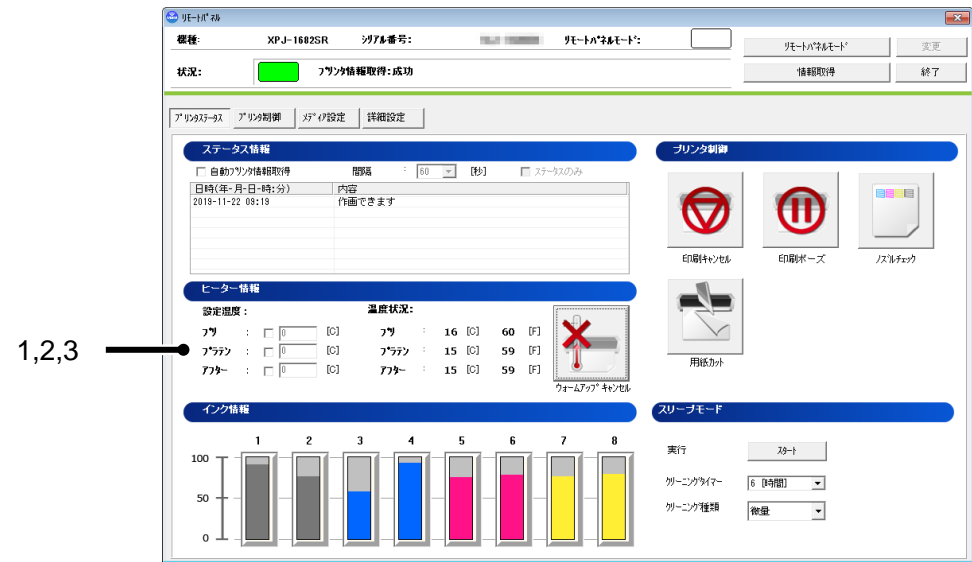 リモートパネル
機種: XPJ-1682SR シリアル番号: リモートパネルモード:
リモートパネルモード 変更
状況: プリンタ情報取得:成功
情報取得 終了
プリンタステータス プリンタ制御 メディア設定 詳細設定
ステータス情報
自動プリンタ情報取得 間隔 : 60 [秒] ステータスのみ
日時(年-月-日-時:分) 内容
2019-11-22 09:19 作画できます
ヒーター情報
設定温度: 温度状況:
プリ : 0 [C] プリ : 16 [C] 60 [F]
1,2,3
プラテン : 0 [C] プラテン : 15 [C] 59 [F]
アフター : 0 [C] アフター : 15 [C] 59 [F]
ウォームアップ キャンセル
インク情報
1 2 3 4 5 6 7 8
100
50
0
プリンタ制御
印刷キャンセル 印刷ポーズ ノズルチェック
用紙カット
スリープモード
実行 スタート
クリーニングタイマー 6 [時間]
クリーニング種類 微量